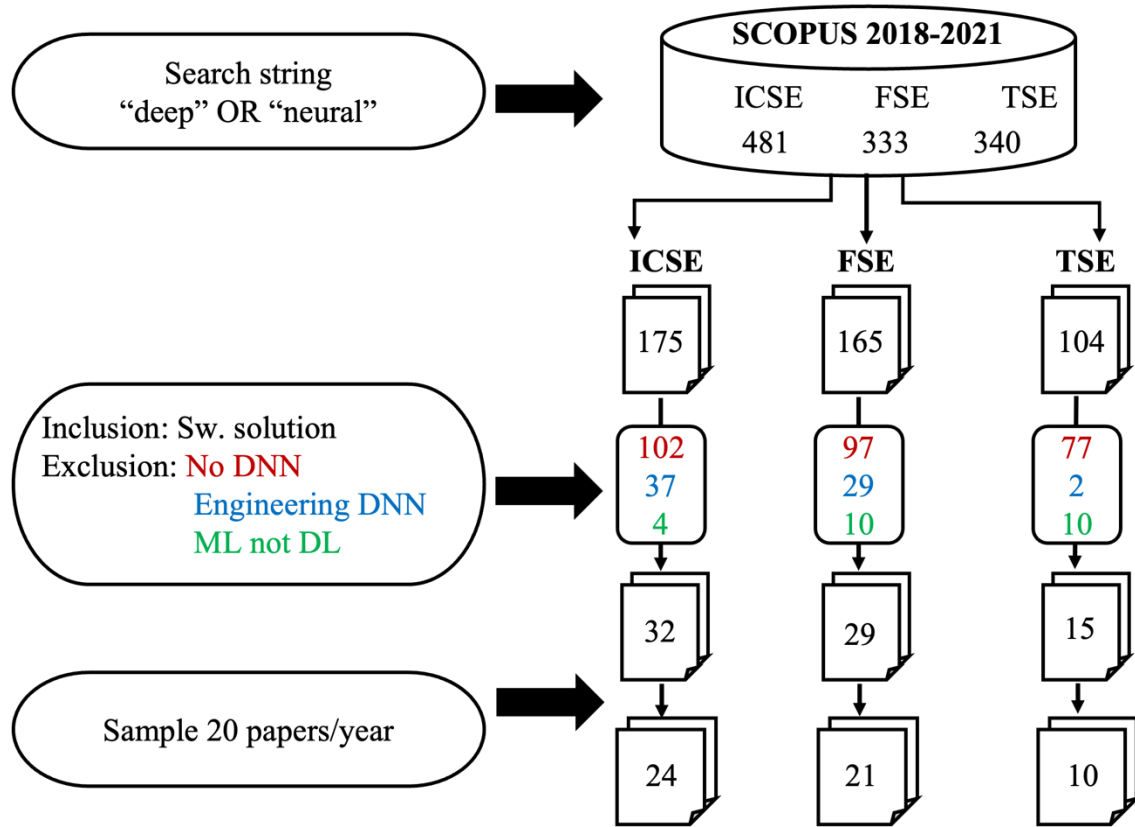 Search string
“deep” OR “neural”
SCOPUS 2018-2021
ICSE FSE TSE
481 333 340
ICSE FSE TSE
175 165 104
Inclusion: Sw. solution
Exclusion: No DNN
Engineering DNN
ML not DL
102 97 77
37 29 2
4 10 10
32 29 15
Sample 20 papers/year
24 21 10